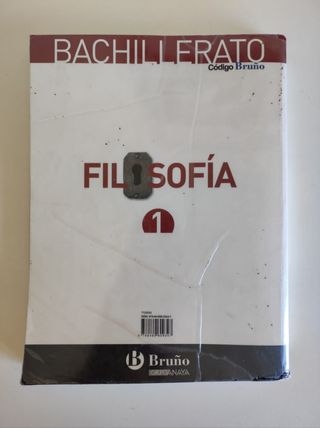 BACHILLERATO
Código Bruño
FILOSOFÍA
1
Bruño
GRUPO ANAYA